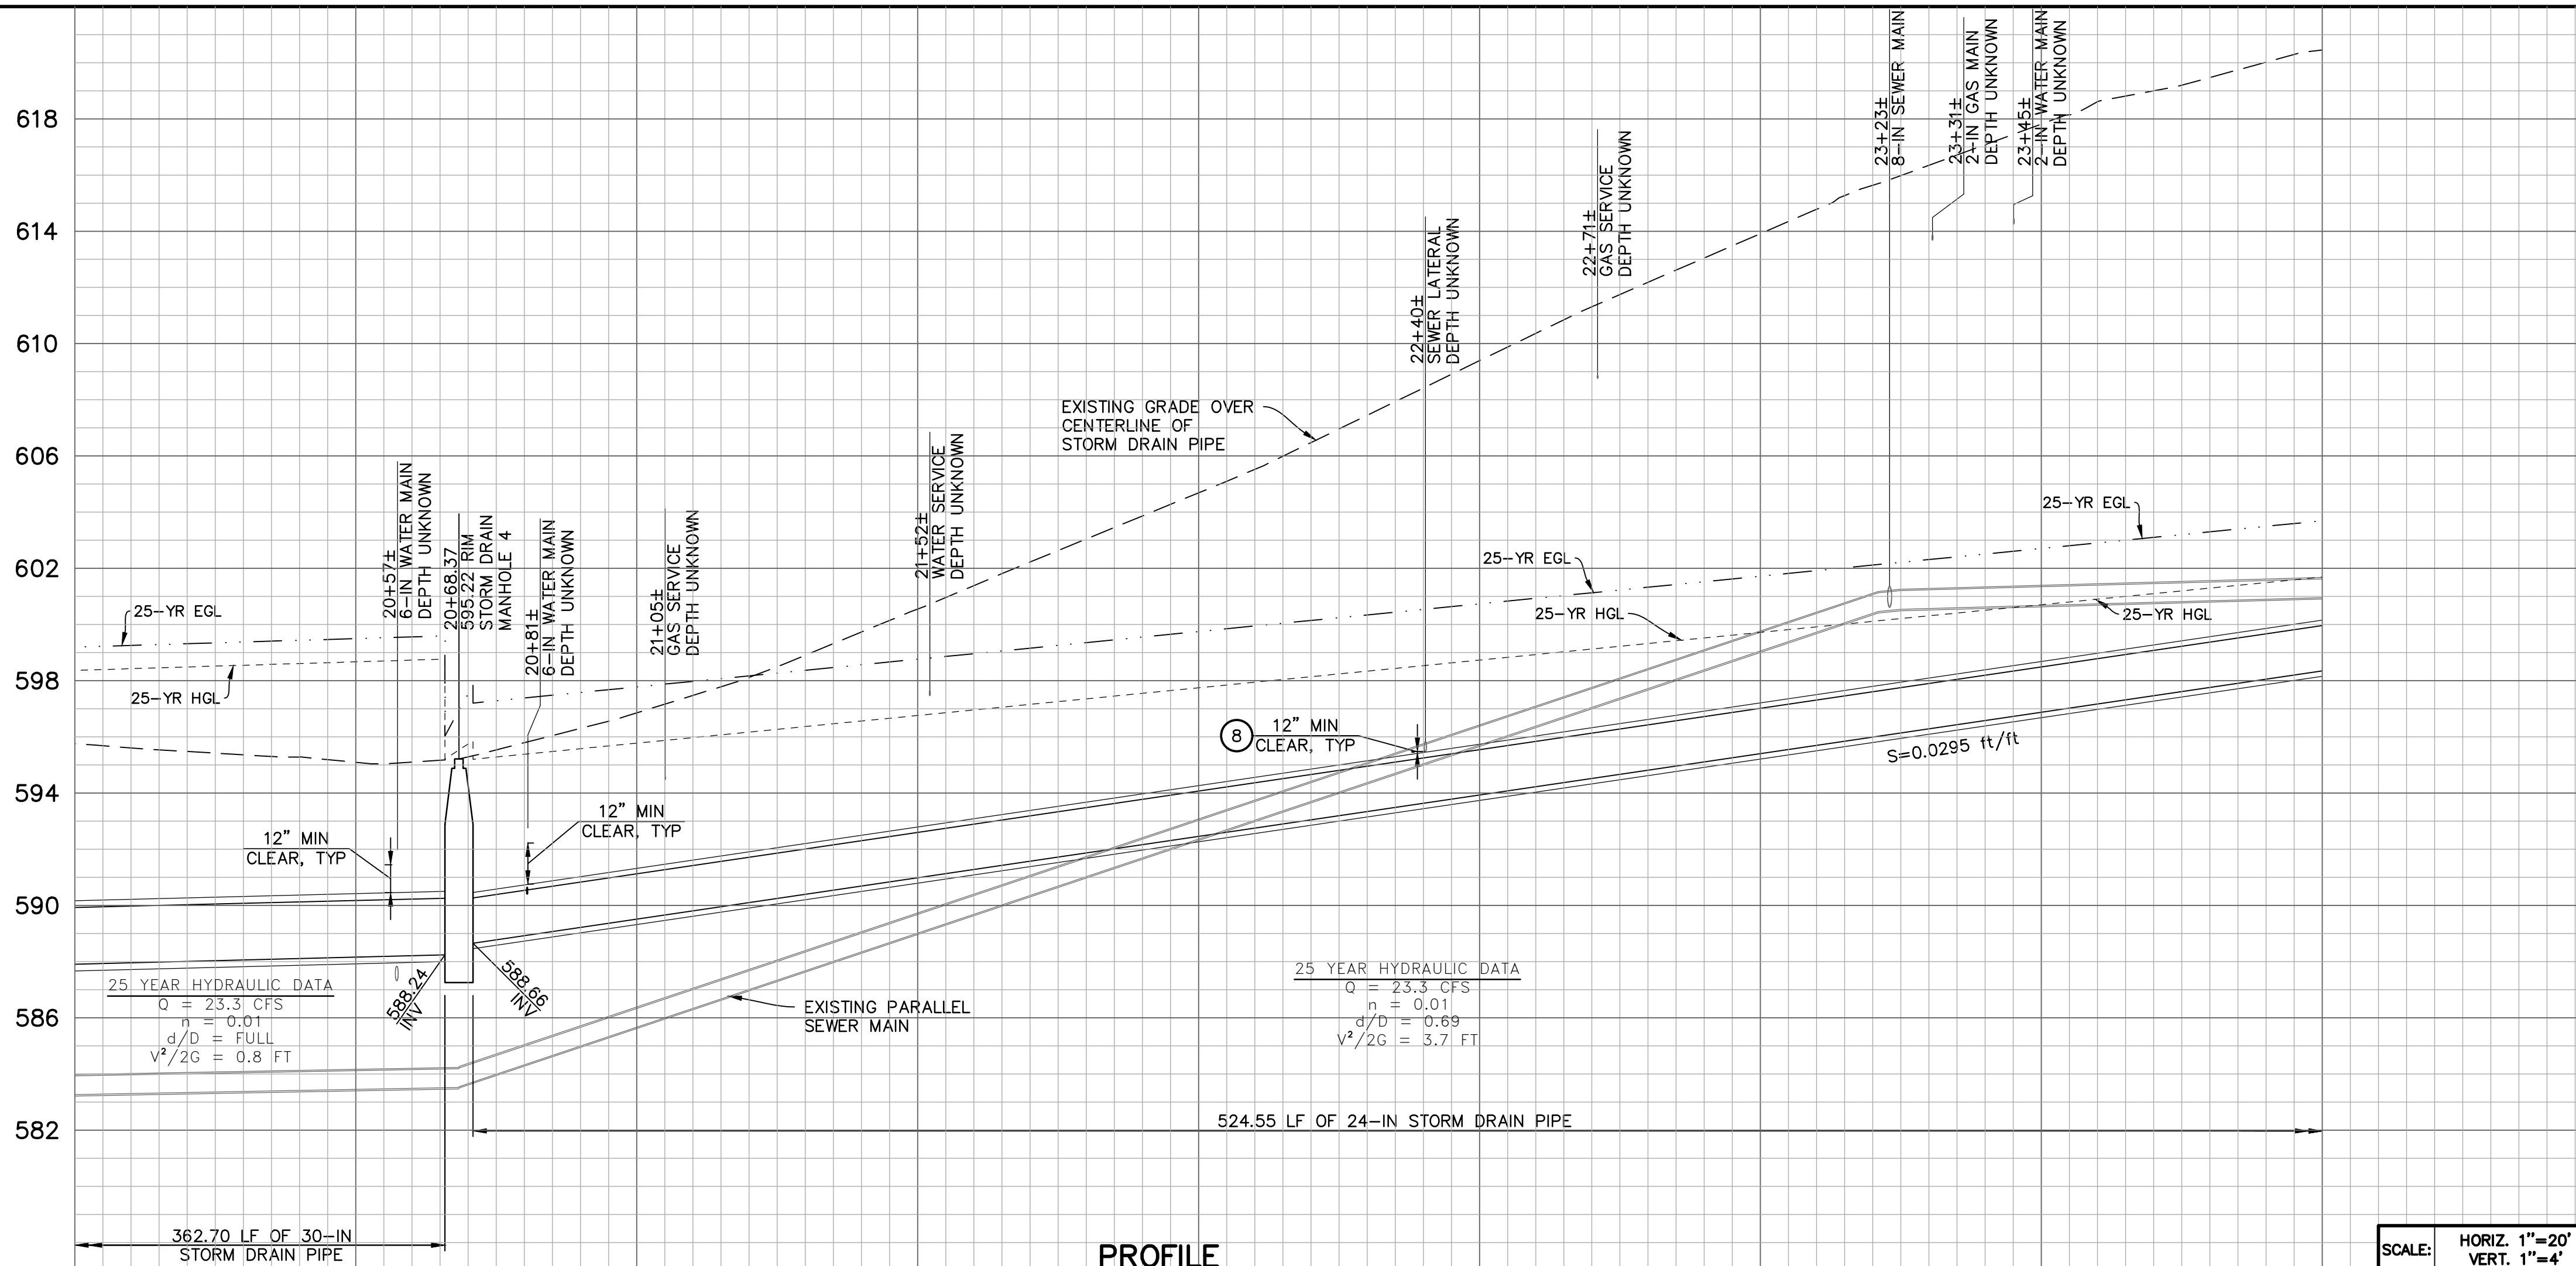 618
614
610
606
602
598
594
590
586
582
25-YR EGL
25-YR HGL
20+57±
6-IN WATER MAIN
DEPTH UNKNOWN
20+68.37
595.22 RIM
STORM DRAIN
MANHOLE 4
20+81±
6-IN WATER MAIN
DEPTH UNKNOWN
21+05±
GAS SERVICE
DEPTH UNKNOWN
21+52±
WATER SERVICE
DEPTH UNKNOWN
EXISTING GRADE OVER
CENTERLINE OF
STORM DRAIN PIPE
22+40±
SEWER LATERAL
DEPTH UNKNOWN
22+71±
GAS SERVICE
DEPTH UNKNOWN
23+23±
8-IN SEWER MAIN
23+31±
2-IN GAS MAIN
DEPTH UNKNOWN
23+45±
2-IN WATER MAIN
DEPTH UNKNOWN
25-YR EGL
25-YR HGL
25-YR EGL
25-YR HGL
8
12" MIN
CLEAR, TYP
S=0.0295 ft/ft
12" MIN
CLEAR, TYP
12" MIN
CLEAR, TYP
588.24
INV
588.66
INV
25 YEAR HYDRAULIC DATA
Q = 23.3 CFS
n = 0.01
d/D = FULL
V²/2G = 0.8 FT
EXISTING PARALLEL
SEWER MAIN
25 YEAR HYDRAULIC DATA
Q = 23.3 CFS
n = 0.01
d/D = 0.69
V²/2G = 3.7 FT
524.55 LF OF 24-IN STORM DRAIN PIPE
362.70 LF OF 30-IN
STORM DRAIN PIPE
PROFILE
SCALE:
HORIZ. 1"=20'
VERT. 1"=4'